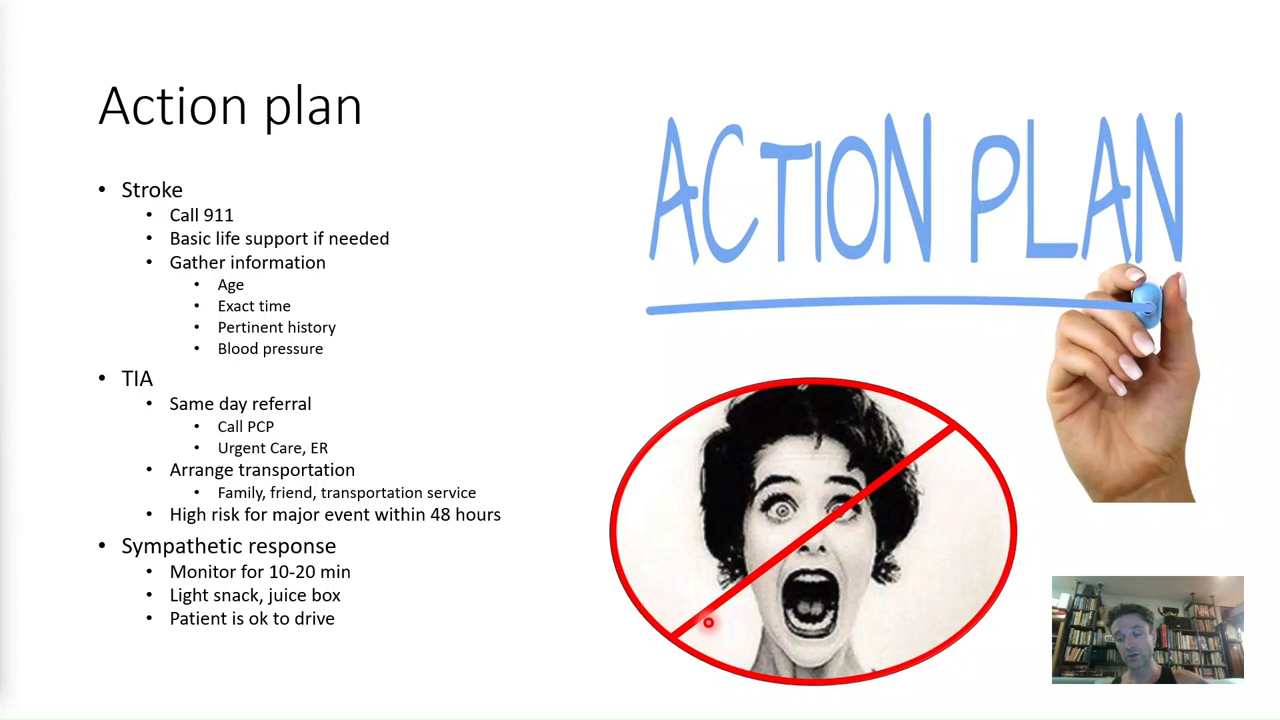 Action plan
• Stroke
• Call 911
• Basic life support if needed
• Gather information
• Age
• Exact time
• Pertinent history
• Blood pressure
• TIA
• Same day referral
• Call PCP
• Urgent Care, ER
• Arrange transportation
• Family, friend, transportation service
• High risk for major event within 48 hours
• Sympathetic response
• Monitor for 10-20 min
• Light snack, juice box
• Patient is ok to drive
ACTION PLAN